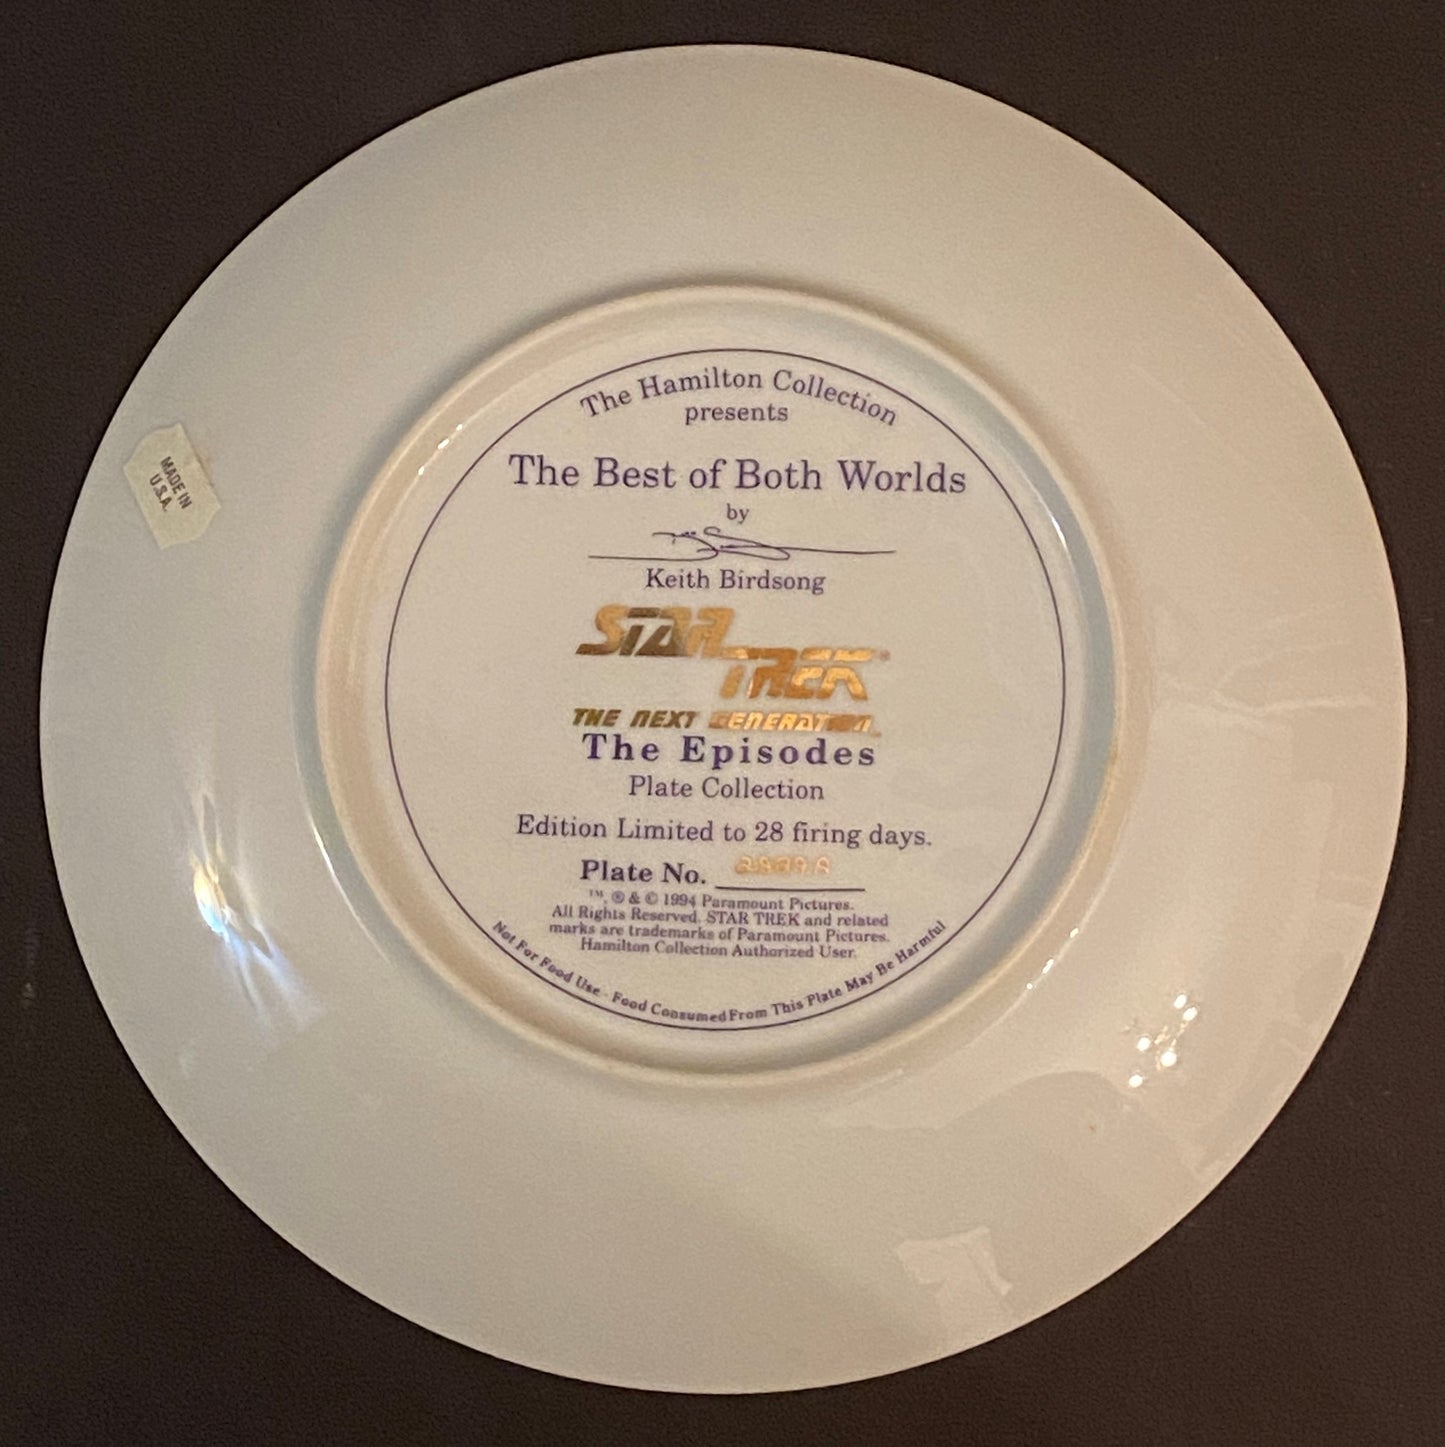 The Hamilton Collection
presents
The Best of Both Worlds
by
Keith Birdsong
STAR
TREK®
THE NEXT GENERATION™
The Episodes
Plate Collection
Edition Limited to 28 firing days.
Plate No.
™, ® & © 1994 Paramount Pictures.
All Rights Reserved. STAR TREK and related
marks are trademarks of Paramount Pictures.
Hamilton Collection Authorized User.
Not For Food Use - Food Consumed From This Plate May Be Harmful
MADE IN
U.S.A.